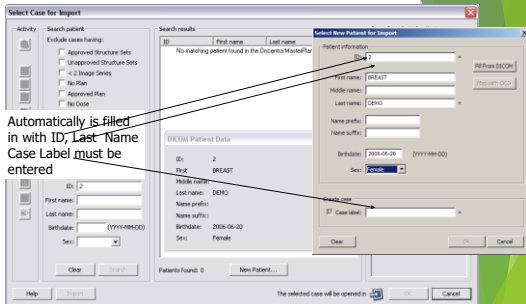 Select Case for Import
Activity
Search patient
Exclude cases having:
Approved Structure Sets
Unapproved Structure Sets
< 2 Image Series
No Plan
Approved Plan
No Dose
Automatically is filled
in with ID, Last Name
Case Label must be
entered
ID: 2
First name:
Last name:
Birthdate: (YYYY-MM-DD)
Sex:
Clear
Search
Help
Import
Search results
ID First name Last name
No matching patient found in the Oncentra MasterPlan
DICOM Patient Data
ID: 2
First BREAST
Middle name:
Last name: DEMO
Name prefix:
Name suffix:
Birthdate: 2006-06-20
Sex: Female
Patients found: 0
New Patient...
The selected case will be opened in
OK
Cancel
Select New Patient for Import
Patient information
ID: 2 *
Fill From DICOM
First name: BREAST
Middle name:
Last name: DEMO *
Name prefix:
Name suffix:
Birthdate: 2006-06-20 (YYYY-MM-DD)
Sex: Female
Create case
Case label: *
Clear
OK
Cancel